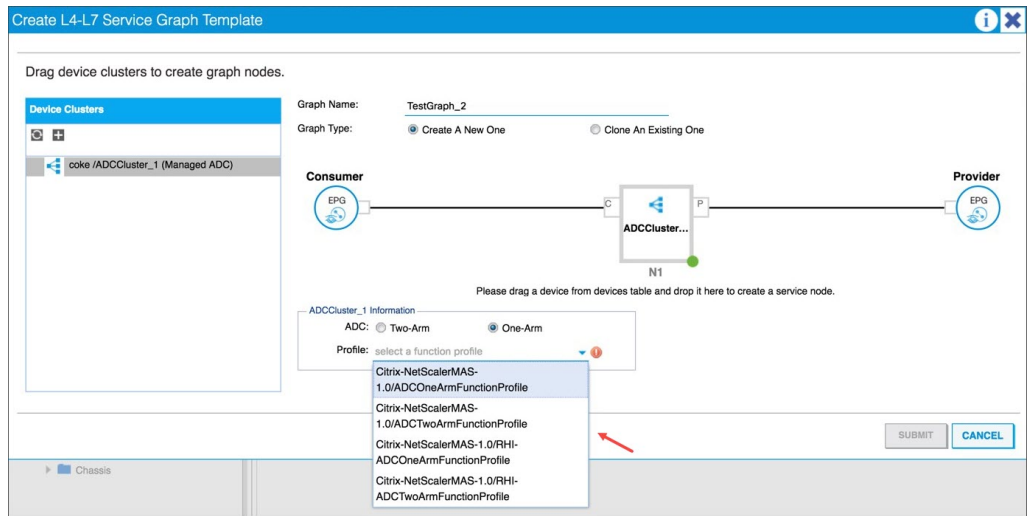 Create L4-L7 Service Graph Template
i
Drag device clusters to create graph nodes.
Device Clusters
coke /ADCCluster_1 (Managed ADC)
Graph Name:
TestGraph_2
Graph Type:
Create A New One
Clone An Existing One
Consumer
EPG
C
ADCCluster...
P
N1
Provider
EPG
Please drag a device from devices table and drop it here to create a service node.
ADCCluster_1 Information
ADC:
Two-Arm
One-Arm
Profile:
select a function profile
!
Citrix-NetScalerMAS-
1.0/ADCOneArmFunctionProfile
Citrix-NetScalerMAS-
1.0/ADCTwoArmFunctionProfile
Citrix-NetScalerMAS-1.0/RHI-
ADCOneArmFunctionProfile
Citrix-NetScalerMAS-1.0/RHI-
ADCTwoArmFunctionProfile
SUBMIT
CANCEL
Chassis